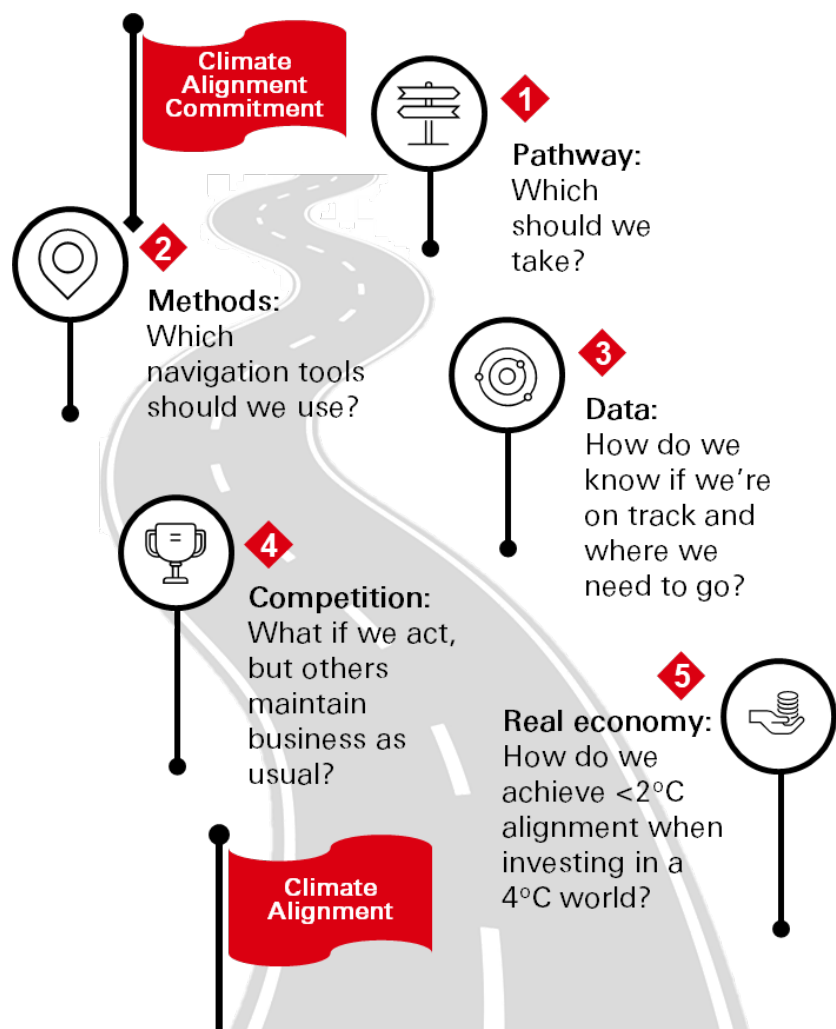 Climate
Alignment
Commitment
1
Pathway:
Which
should we
take?
2
Methods:
Which
navigation tools
should we use?
3
Data:
How do we
know if we’re
on track and
where we
need to go?
4
Competition:
What if we act,
but others
maintain
business as
usual?
5
Real economy:
How do we
achieve <2ºC
alignment when
investing in a
4ºC world?
Climate
Alignment